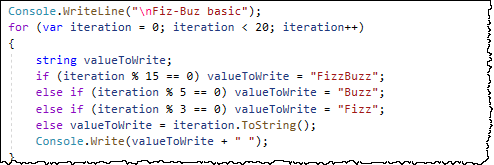 Console.WriteLine("\nFiz-Buz basic");
for (var iteration = 0; iteration < 20; iteration++)
{
    string valueToWrite;
    if (iteration % 15 == 0) valueToWrite = "FizzBuzz";
    else if (iteration % 5 == 0) valueToWrite = "Buzz";
    else if (iteration % 3 == 0) valueToWrite = "Fizz";
    else valueToWrite = iteration.ToString();
    Console.Write(valueToWrite + " ");
}